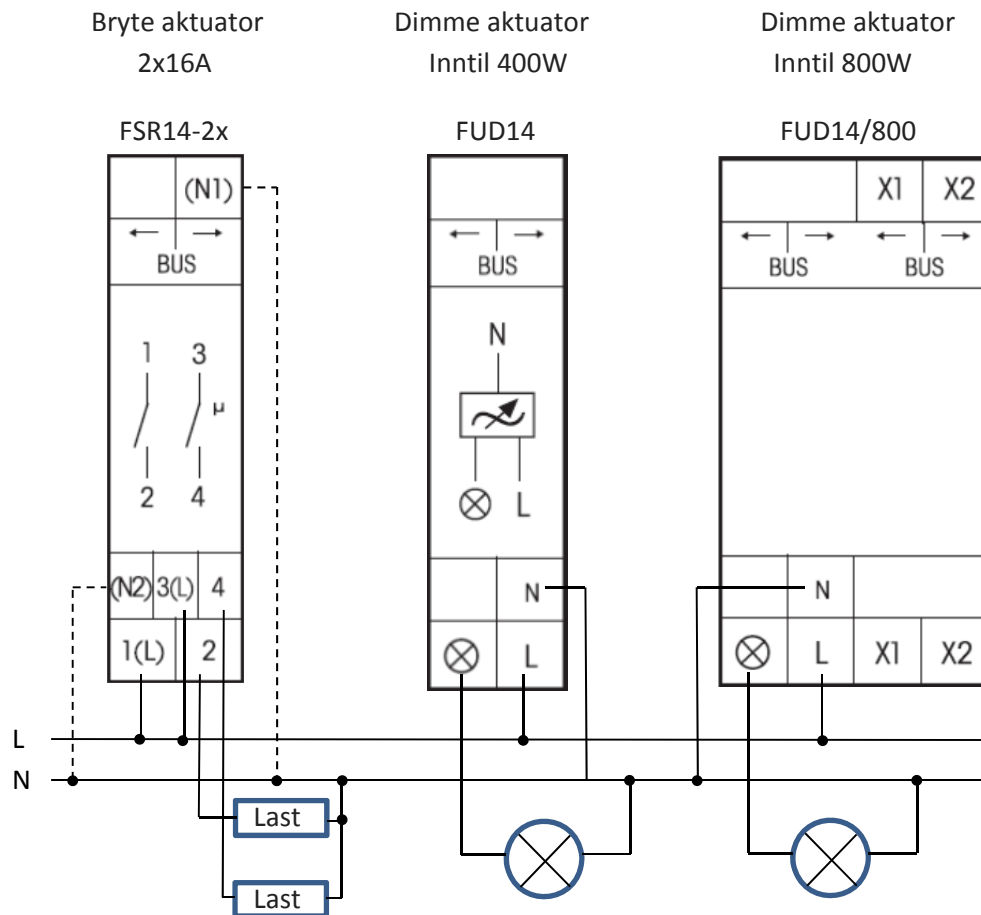 Bryte aktuator
2x16A
FSR14-2x
Dimme aktuator
Inntil 400W
FUD14
Dimme aktuator
Inntil 800W
FUD14/800
(N1)
← →
BUS
1 3
µ
2 4
(N2) 3(L) 4
1(L) 2
← →
BUS
N
L
N
L
X1 X2
← → ← →
BUS BUS
N
L X1 X2
L
N
Last
Last